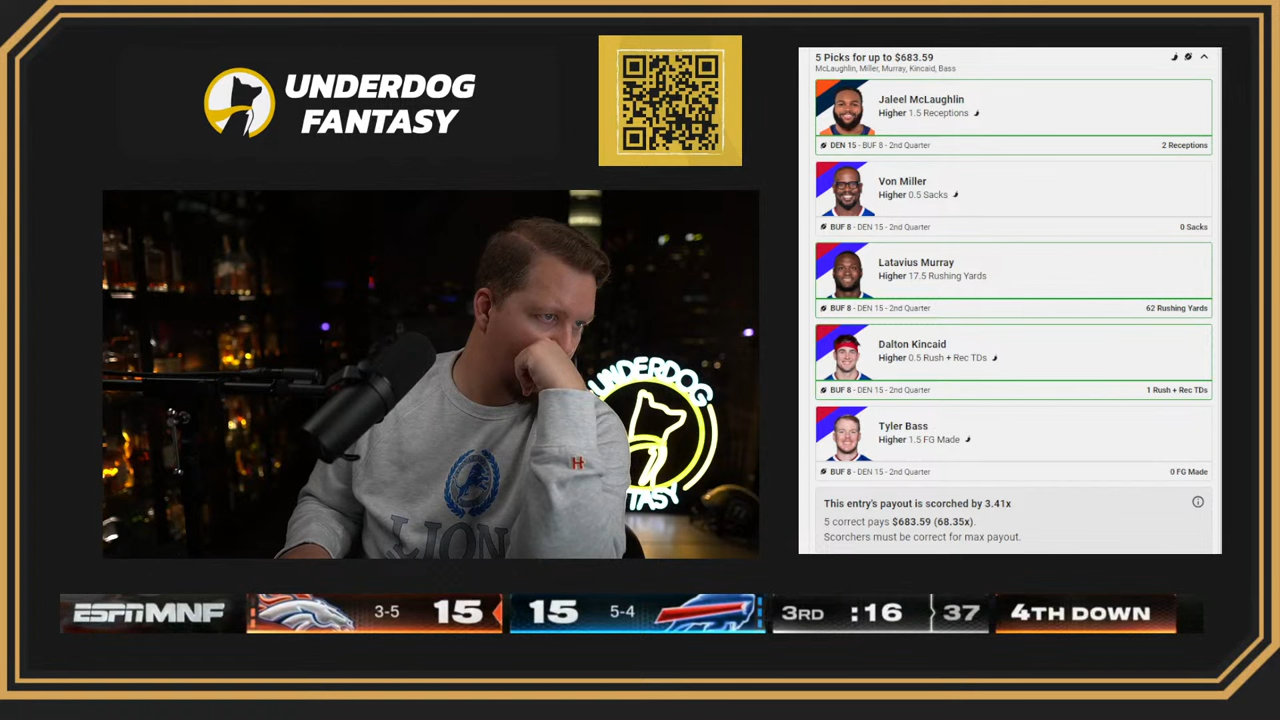 UNDERDOG
FANTASY
5 Picks for up to $683.59
McLaughlin, Miller, Murray, Kincaid, Bass
Jaleel McLaughlin
Higher 1.5 Receptions
DEN 15 - BUF 8 - 2nd Quarter
2 Receptions
Von Miller
Higher 0.5 Sacks
BUF 8 - DEN 15 - 2nd Quarter
0 Sacks
Latavius Murray
Higher 17.5 Rushing Yards
BUF 8 - DEN 15 - 2nd Quarter
62 Rushing Yards
Dalton Kincaid
Higher 0.5 Rush + Rec TDs
BUF 8 - DEN 15 - 2nd Quarter
1 Rush + Rec TDs
Tyler Bass
Higher 1.5 FG Made
BUF 8 - DEN 15 - 2nd Quarter
0 FG Made
This entry's payout is scorched by 3.41x
5 correct pays $683.59 (68.35x).
Scorchers must be correct for max payout.
UNDERDOG
H
LION
ESPN MNF 3-5 15 15 5-4 3RD :16 37 4TH DOWN